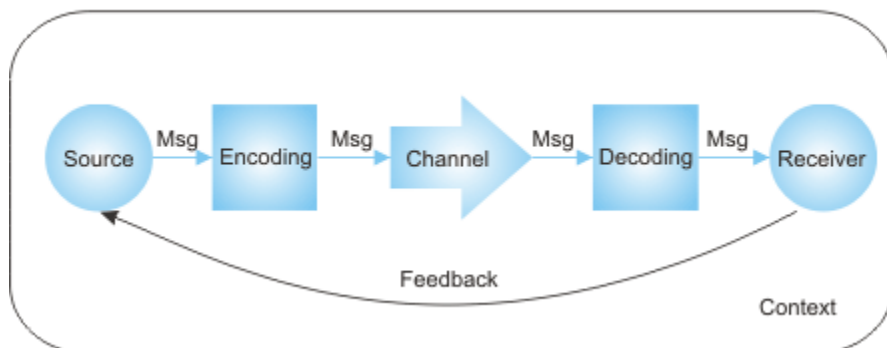 Msg Msg Msg Msg
Source Encoding Channel Decoding Receiver
Feedback
Context